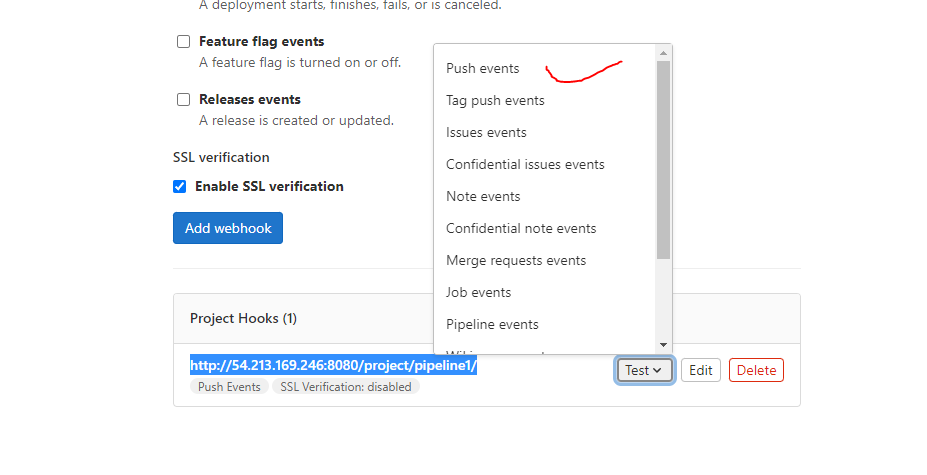 A deployment starts, finishes, fails, or is canceled.
Feature flag events
A feature flag is turned on or off.
Releases events
A release is created or updated.
SSL verification
Enable SSL verification
Add webhook
Push events
Tag push events
Issues events
Confidential issues events
Note events
Confidential note events
Merge requests events
Job events
Pipeline events
Project Hooks (1)
http://54.213.169.246:8080/project/pipeline1/
Test Edit Delete
Push Events SSL Verification: disabled